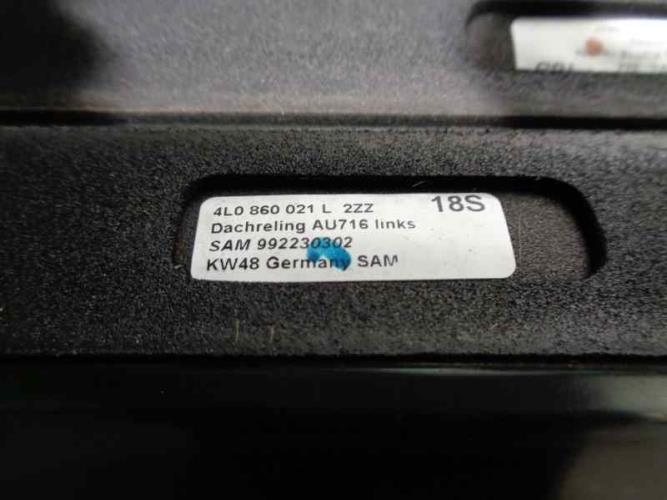 4L0 860 021 L 2ZZ 18S
Dachreling AU716 links
SAM 992230302
KW48 Germany SAM